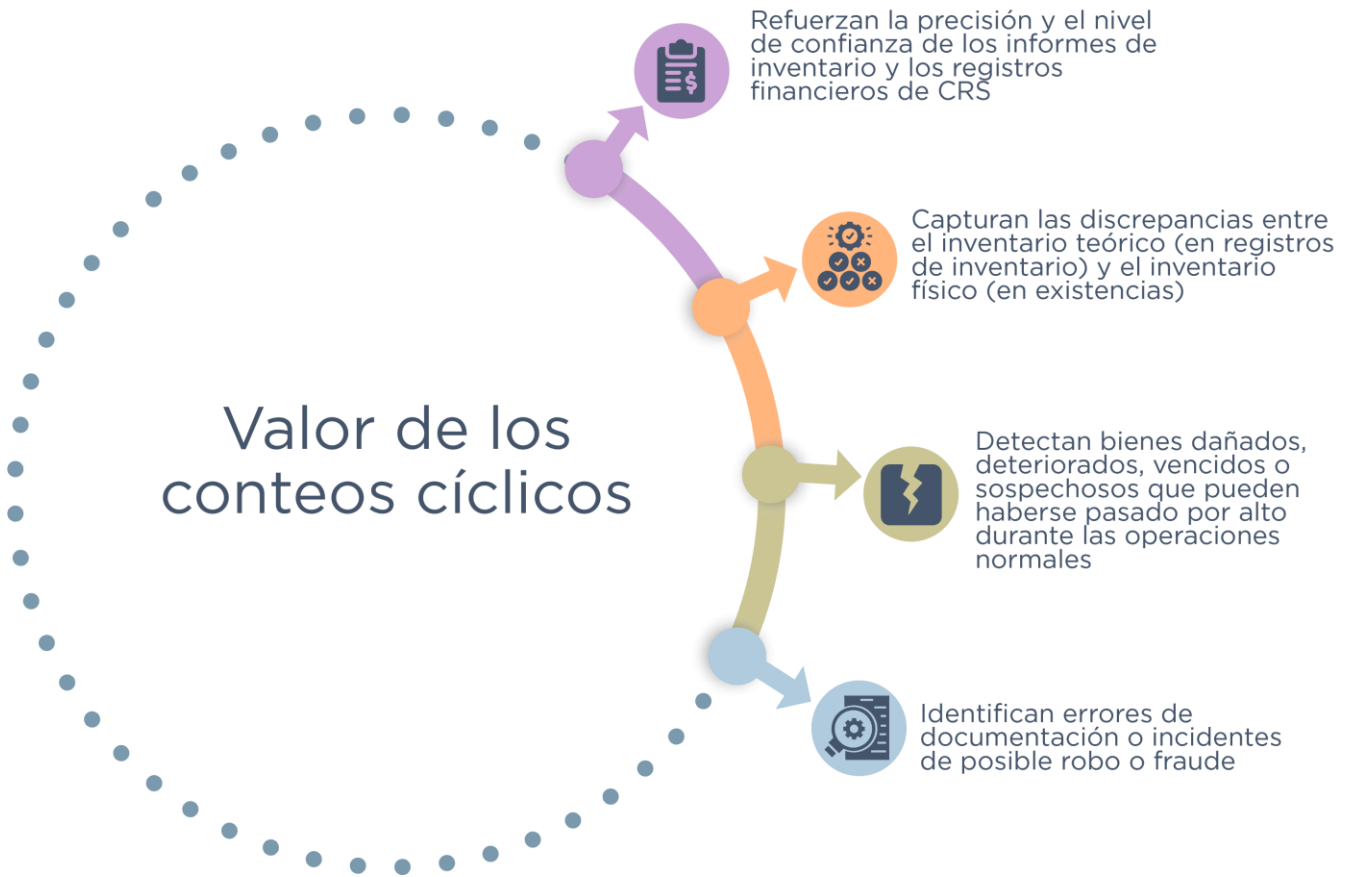 Refuerzan la precisión y el nivel
de confianza de los informes de
inventario y los registros
financieros de CRS
Capturan las discrepancias entre
el inventario teórico (en registros
de inventario) y el inventario
físico (en existencias)
Valor de los
conteos cíclicos
Detectan bienes dañados,
deteriorados, vencidos o
sospechosos que pueden
haberse pasado por alto
durante las operaciones
normales
Identifican errores de
documentación o incidentes
de posible robo o fraude